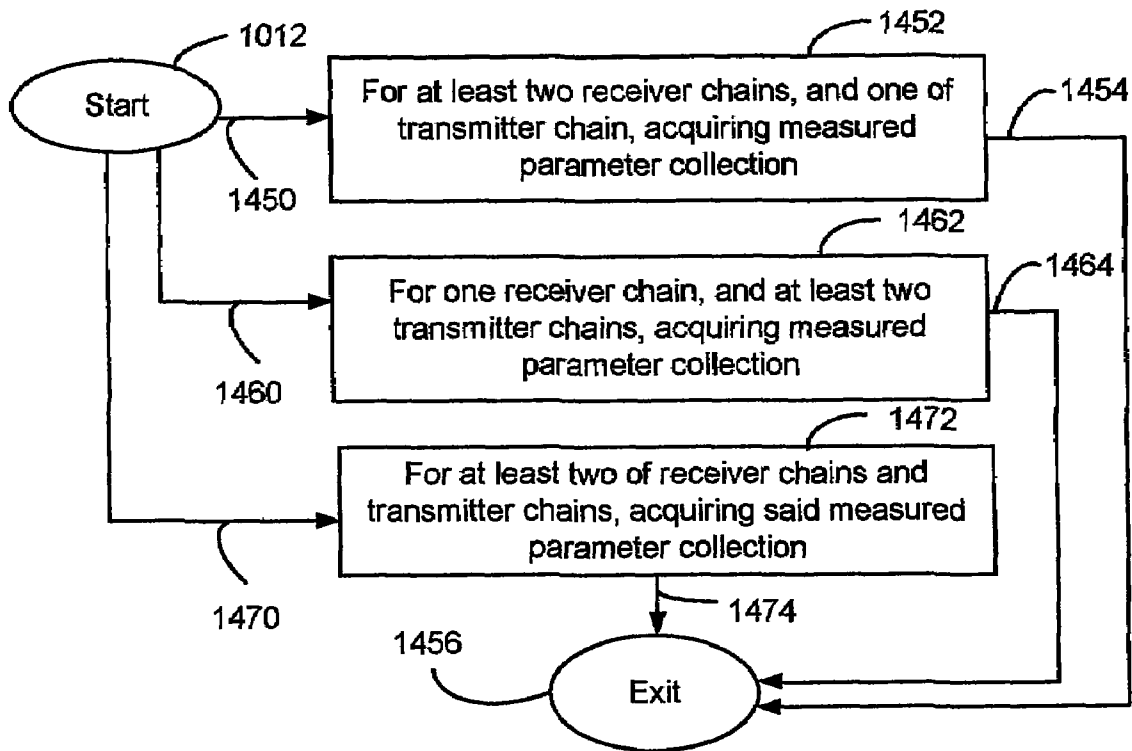 1012
Start
1452
For at least two receiver chains, and one of
transmitter chain, acquiring measured
parameter collection
1454
1450
1462
For one receiver chain, and at least two
transmitter chains, acquiring measured
parameter collection
1464
1460
1472
For at least two of receiver chains and
transmitter chains, acquiring said measured
parameter collection
1470
1474
1456
Exit